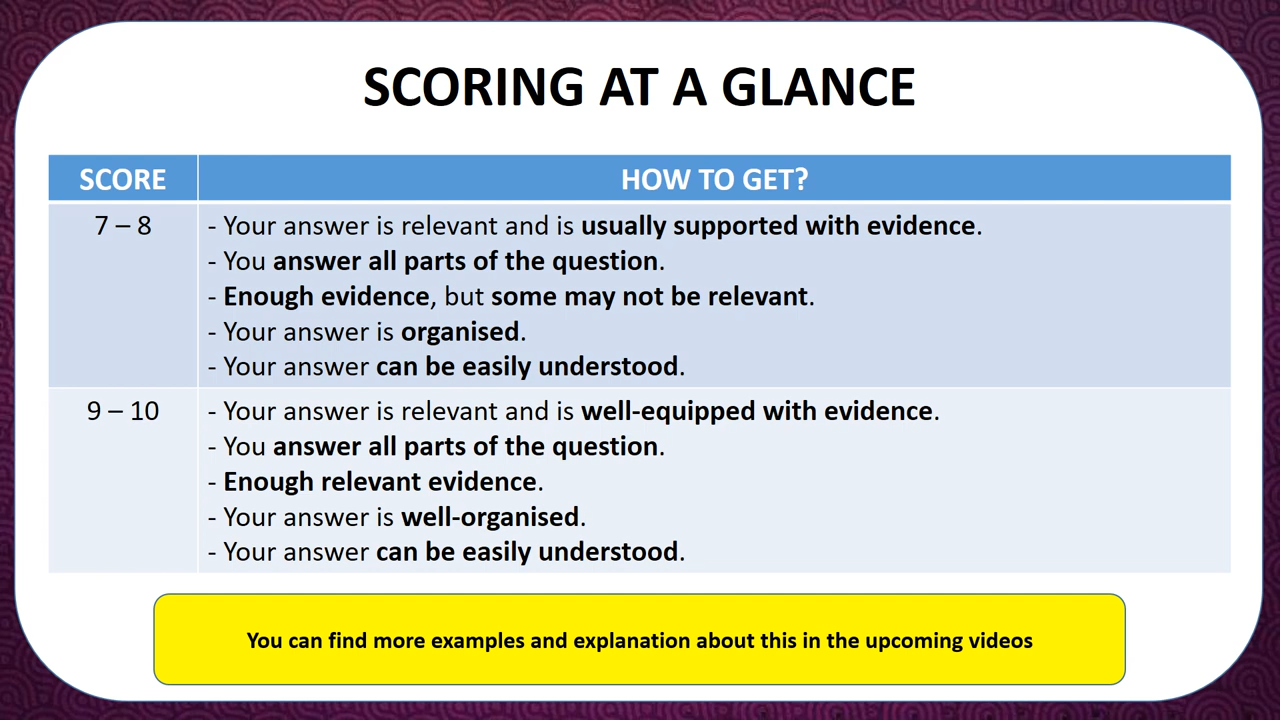 SCORING AT A GLANCE
SCORE HOW TO GET?
7 – 8 - Your answer is relevant and is usually supported with evidence.
- You answer all parts of the question.
- Enough evidence, but some may not be relevant.
- Your answer is organised.
- Your answer can be easily understood.
9 – 10 - Your answer is relevant and is well-equipped with evidence.
- You answer all parts of the question.
- Enough relevant evidence.
- Your answer is well-organised.
- Your answer can be easily understood.
You can find more examples and explanation about this in the upcoming videos